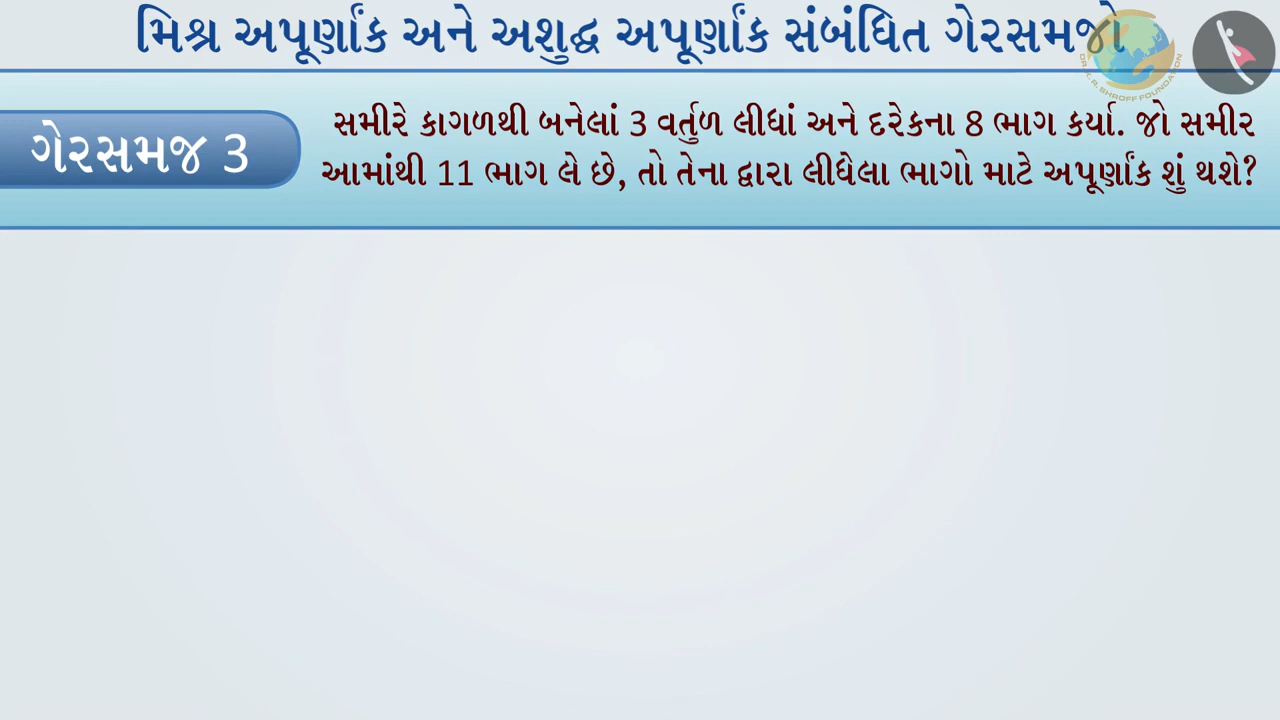 મિશ્ર અપૂર્ણાંક અને અશુદ્ધ અપૂર્ણાંક સંબંધિત ગેરસમજો
ગેરસમજ 3
સમીરે કાગળથી બનેલાં 3 વર્તુળ લીધાં અને દરેકના 8 ભાગ કર્યા. જો સમીર
આમાંથી 11 ભાગ લે છે, તો તેના દ્વારા લીધેલા ભાગો માટે અપૂર્ણાંક શું થશે?